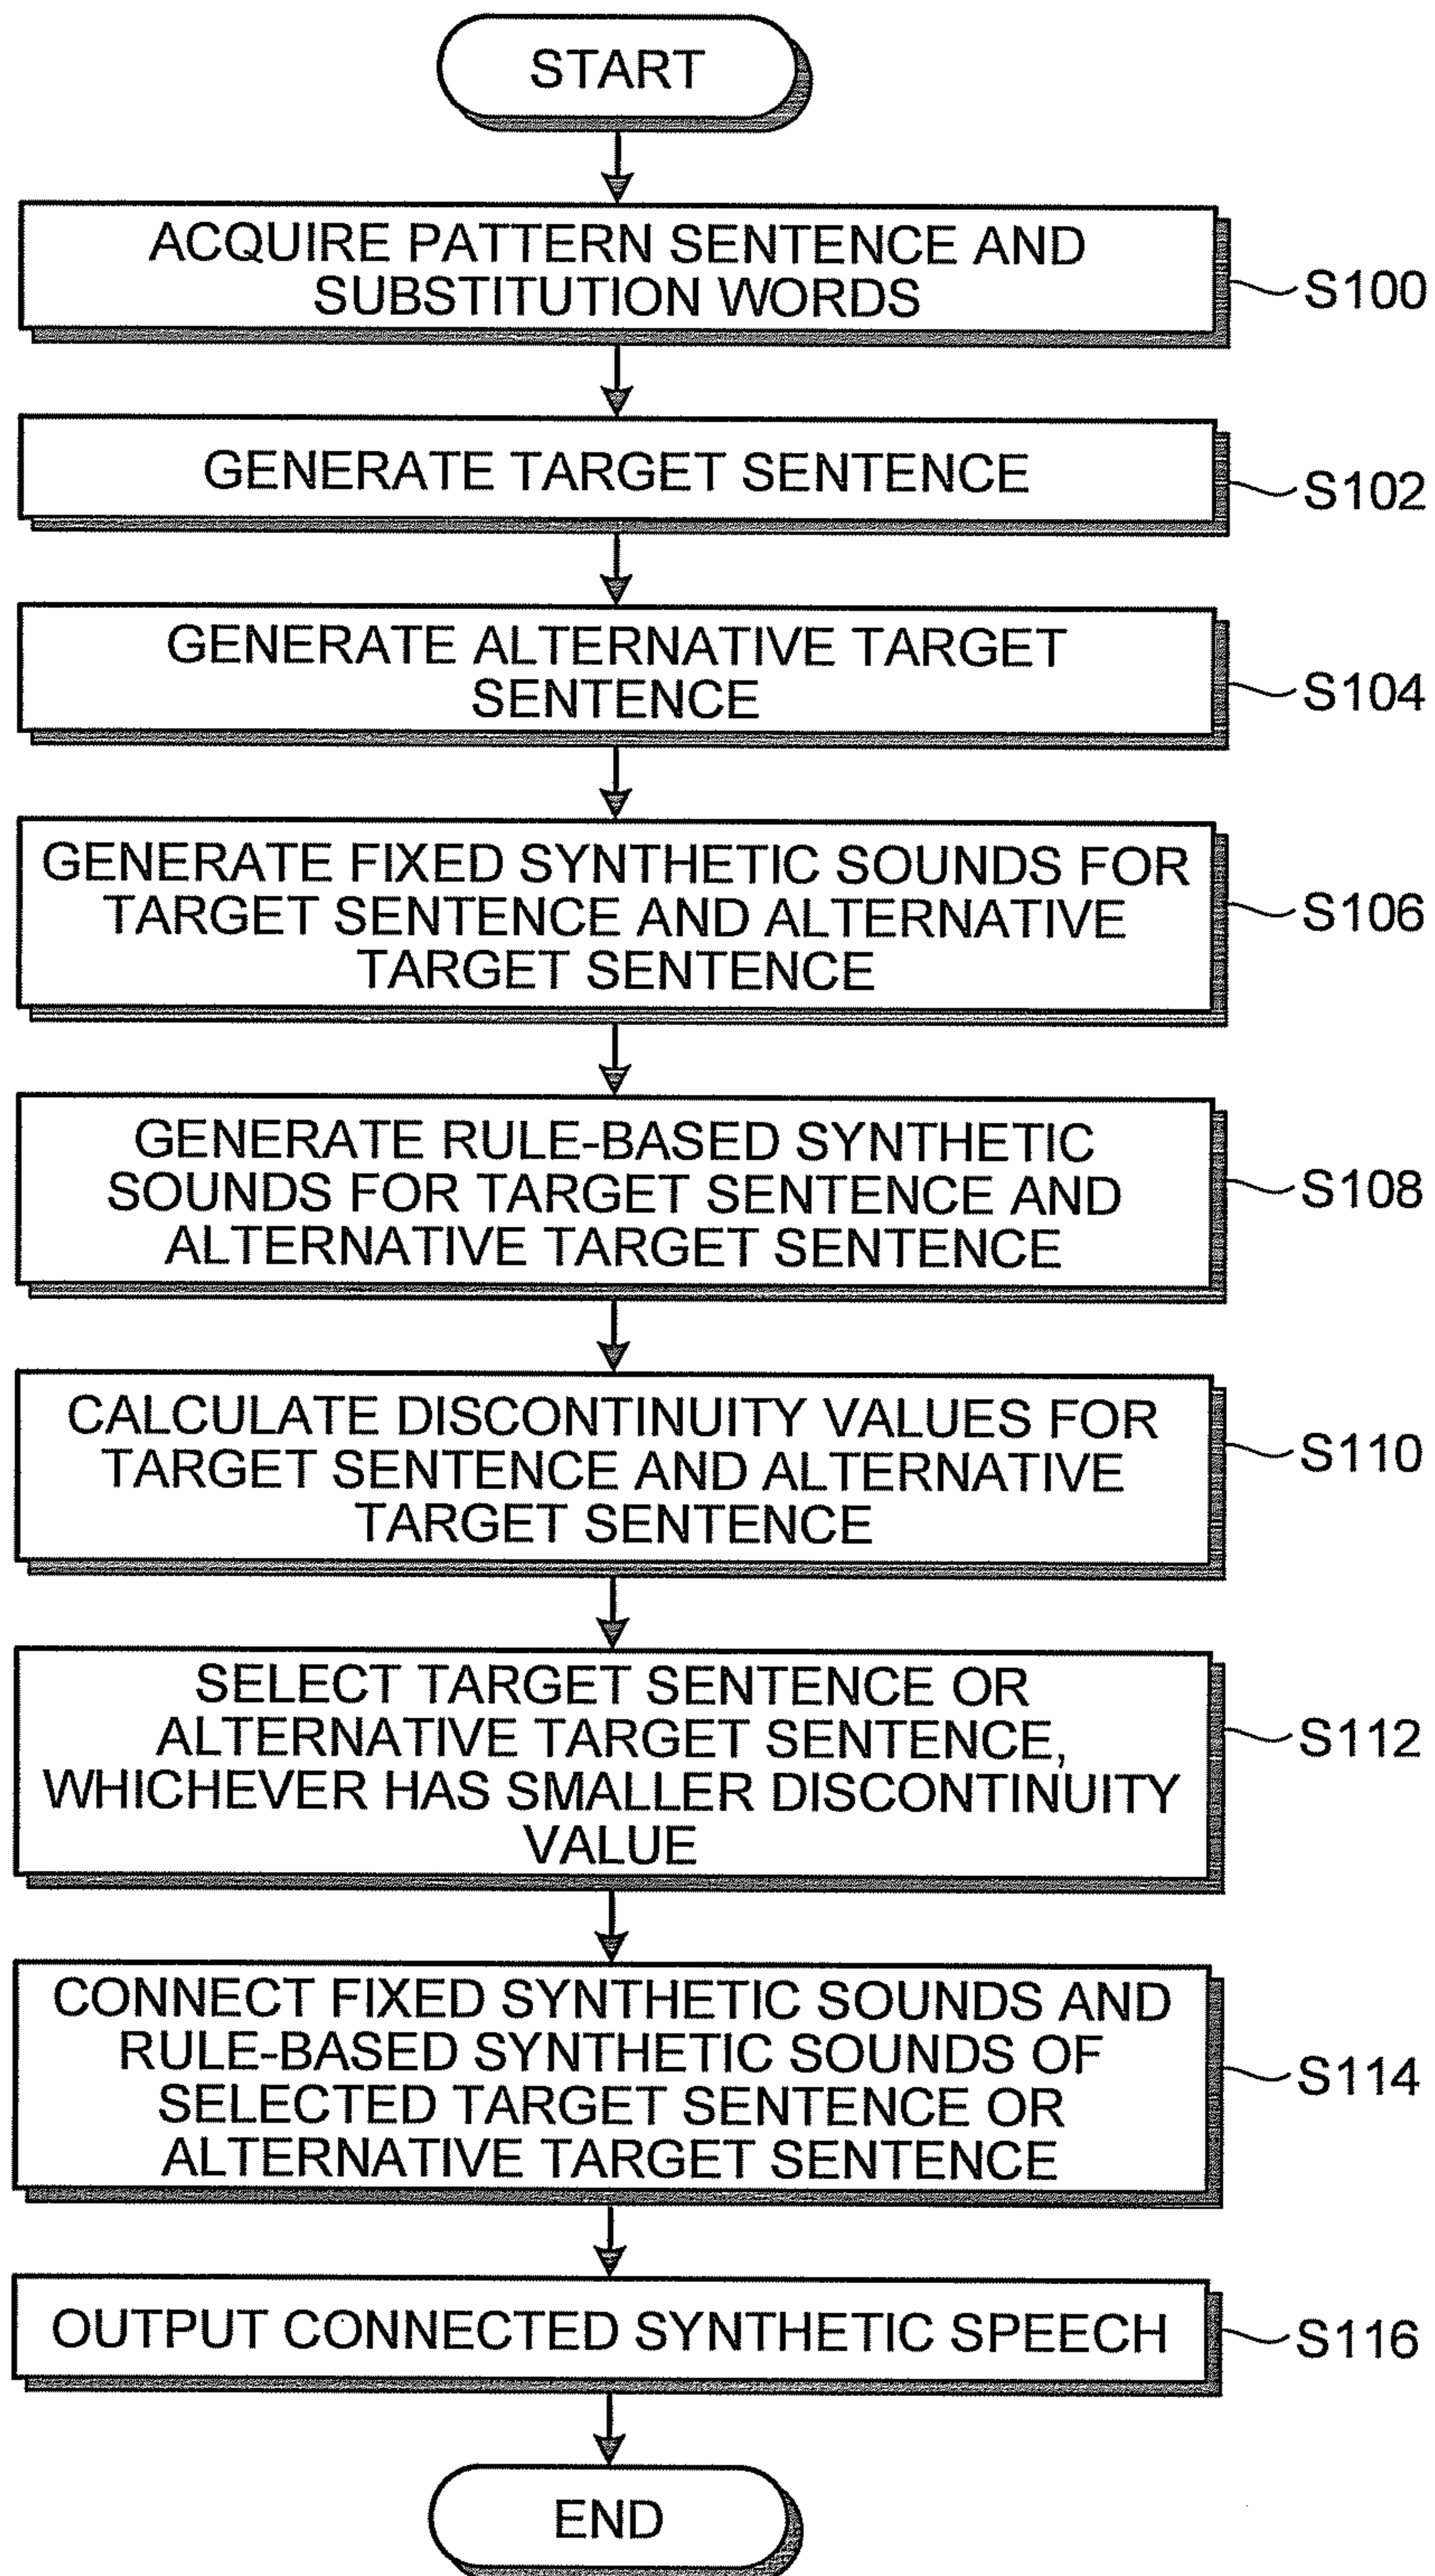 START
ACQUIRE PATTERN SENTENCE AND
SUBSTITUTION WORDS
S100
GENERATE TARGET SENTENCE
S102
GENERATE ALTERNATIVE TARGET
SENTENCE
S104
GENERATE FIXED SYNTHETIC SOUNDS FOR
TARGET SENTENCE AND ALTERNATIVE
TARGET SENTENCE
S106
GENERATE RULE-BASED SYNTHETIC
SOUNDS FOR TARGET SENTENCE AND
ALTERNATIVE TARGET SENTENCE
S108
CALCULATE DISCONTINUITY VALUES FOR
TARGET SENTENCE AND ALTERNATIVE
TARGET SENTENCE
S110
SELECT TARGET SENTENCE OR
ALTERNATIVE TARGET SENTENCE,
WHICHEVER HAS SMALLER DISCONTINUITY
VALUE
S112
CONNECT FIXED SYNTHETIC SOUNDS AND
RULE-BASED SYNTHETIC SOUNDS OF
SELECTED TARGET SENTENCE OR
ALTERNATIVE TARGET SENTENCE
S114
OUTPUT CONNECTED SYNTHETIC SPEECH
S116
END